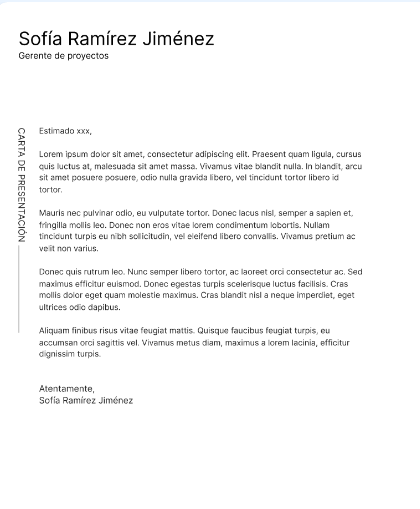 Sofía Ramírez Jiménez
Gerente de proyectos
CARTA DE PRESENTACIÓN
Estimado xxx,
Lorem ipsum dolor sit amet, consectetur adipiscing elit. Praesent quam ligula, cursus
quis luctus at, malesuada sit amet massa. Vivamus vitae blandit nulla. In blandit, arcu
sit amet posuere posuere, odio nulla gravida libero, vel tincidunt tortor libero id
tortor.
Mauris nec pulvinar odio, eu vulputate tortor. Donec lacus nisl, semper a sapien et,
fringilla mollis leo. Donec non eros vitae lorem condimentum lobortis. Nullam
tincidunt turpis eu nibh sollicitudin, vel eleifend libero convallis. Vivamus pretium ac
velit non varius.
Donec quis rutrum leo. Nunc semper libero tortor, ac laoreet orci consectetur ac. Sed
maximus efficitur euismod. Donec egestas turpis scelerisque luctus facilisis. Cras
mollis dolor eget quam molestie maximus. Cras blandit nisl a neque imperdiet, eget
ultrices odio dapibus.
Aliquam finibus risus vitae feugiat mattis. Quisque faucibus feugiat turpis, eu
accumsan orci sagittis vel. Vivamus metus diam, maximus a lorem lacinia, efficitur
dignissim turpis.
Atentamente,
Sofía Ramírez Jiménez